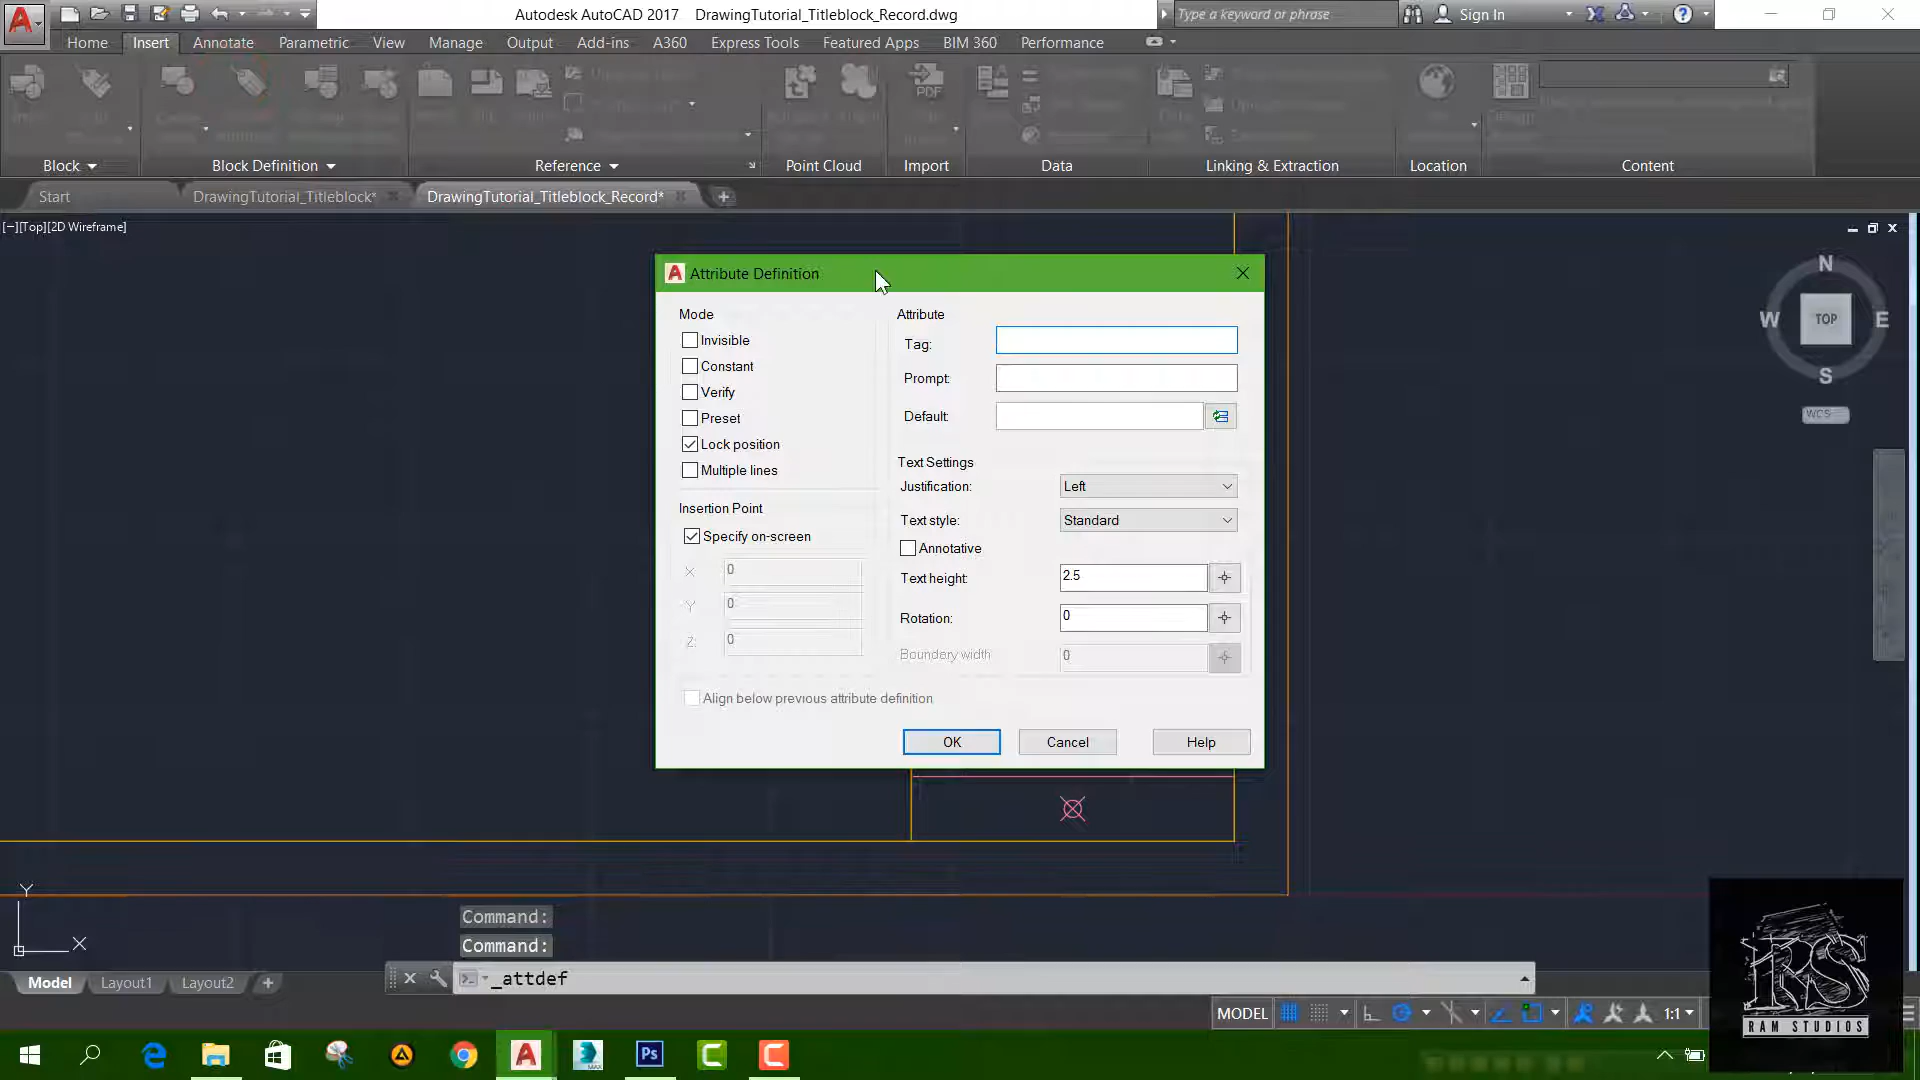 Autodesk AutoCAD 2017 DrawingTutorial_Titleblock_Record.dwg
Type a keyword or phrase
Sign In
Home Insert Annotate Parametric View Manage Output Add-ins A360 Express Tools Featured Apps BIM 360 Performance
PDF
Block Block Definition Reference Point Cloud Import Data Linking & Extraction Location Content
Start DrawingTutorial_Titleblock* DrawingTutorial_Titleblock_Record*
[−][Top][2D Wireframe]
N
W TOP E
S
WCS
Attribute Definition
Mode
Invisible
Constant
Verify
Preset
Lock position
Multiple lines
Insertion Point
Specify on-screen
X 0
Y 0
Z: 0
Attribute
Tag:
Prompt:
Default:
Text Settings
Justification: Left
Text style: Standard
Annotative
Text height: 2.5
Rotation: 0
Boundary width 0
Align below previous attribute definition
OK Cancel Help
Y
X
Command:
Command:
_attdef
Model Layout1 Layout2
MODEL 1:1
Ps
RS
RAM STUDIOS